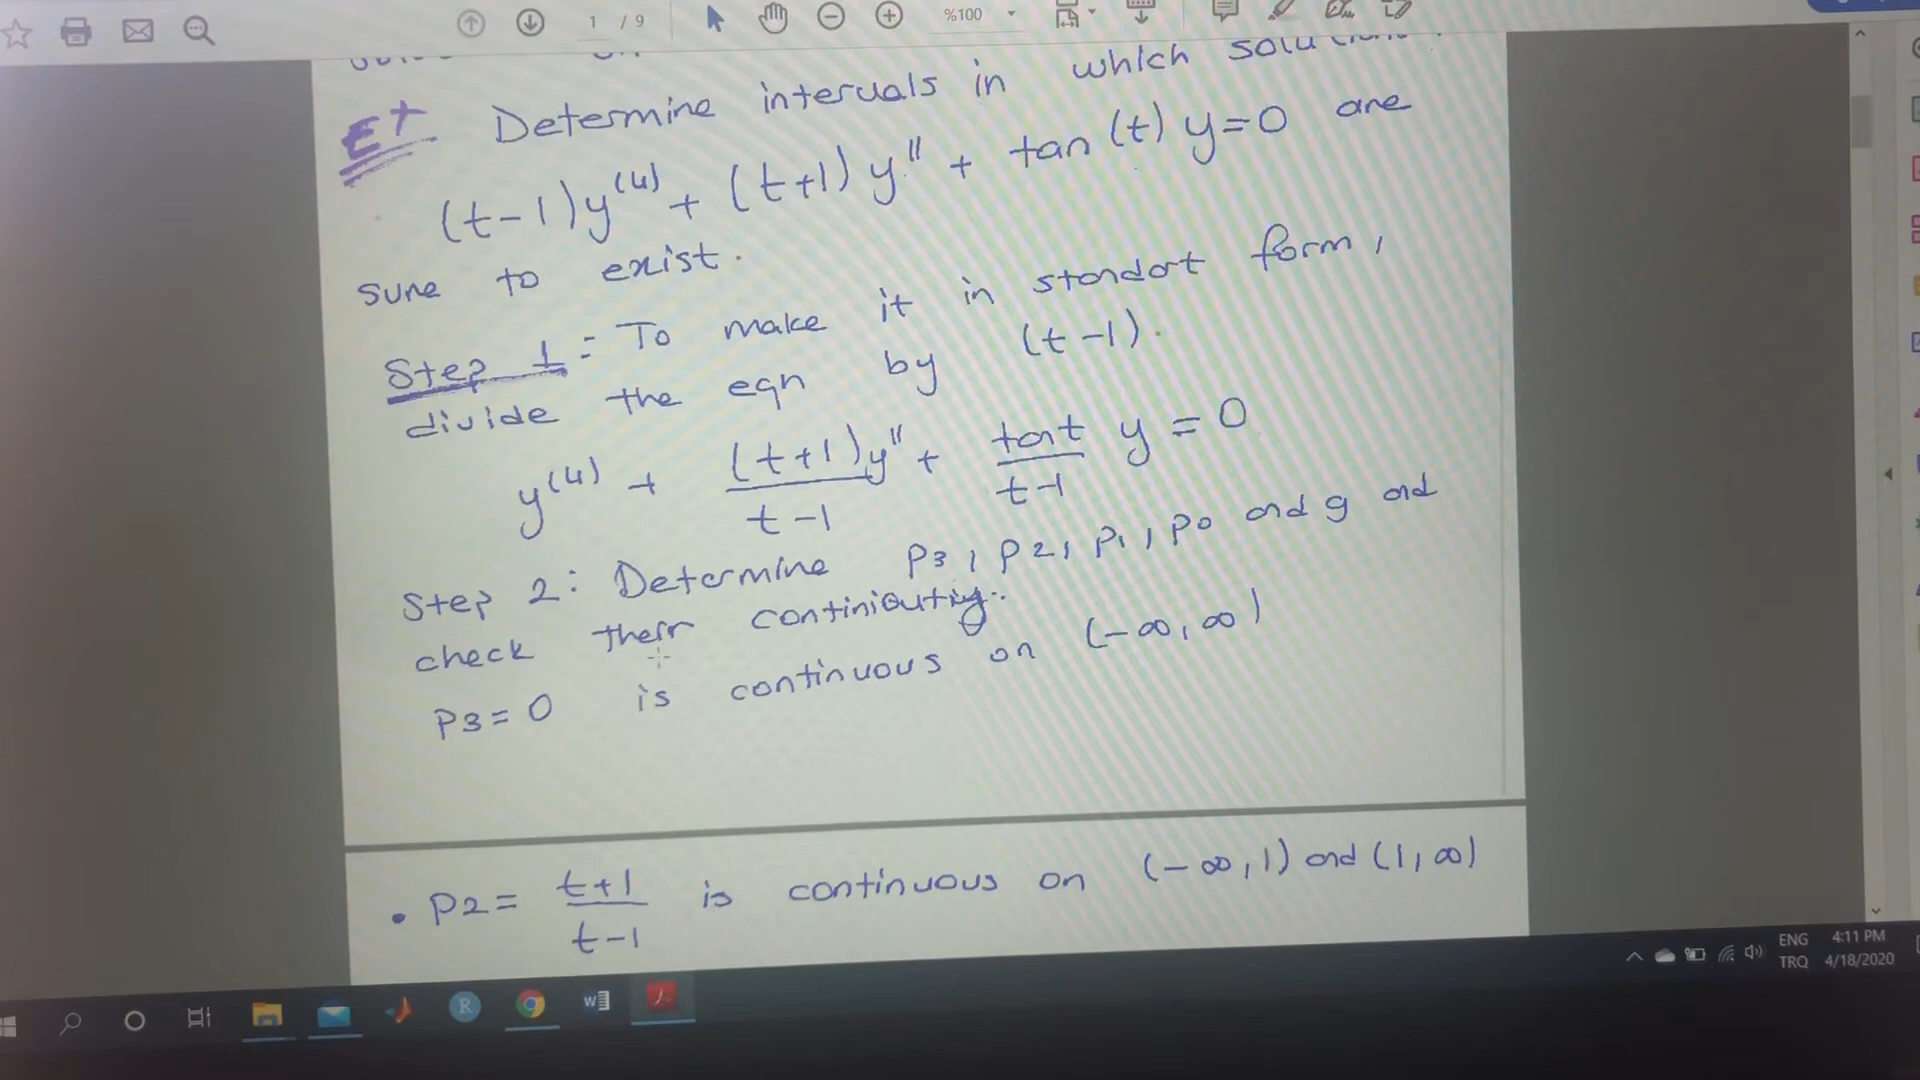 1 / 9
%100
Ex Determine intervals in which solutions
(t-1)y⁽⁴⁾ + (t+1)y'' + tan(t) y=0 are
sure to exist.
Step 1: To make it in standort form,
divide the eqn by (t-1).
y⁽⁴⁾ + (t+1)y''/t-1 + tant/t-1 y = 0
Step 2: Determine P3, P2, P1, P0 and g and
check their continiouty.
P3=0 is continuous on (-∞,∞)
• P2= t+1/t-1 is continuous on (-∞,1) and (1,∞)
ENG 4:11 PM
TRQ 4/18/2020